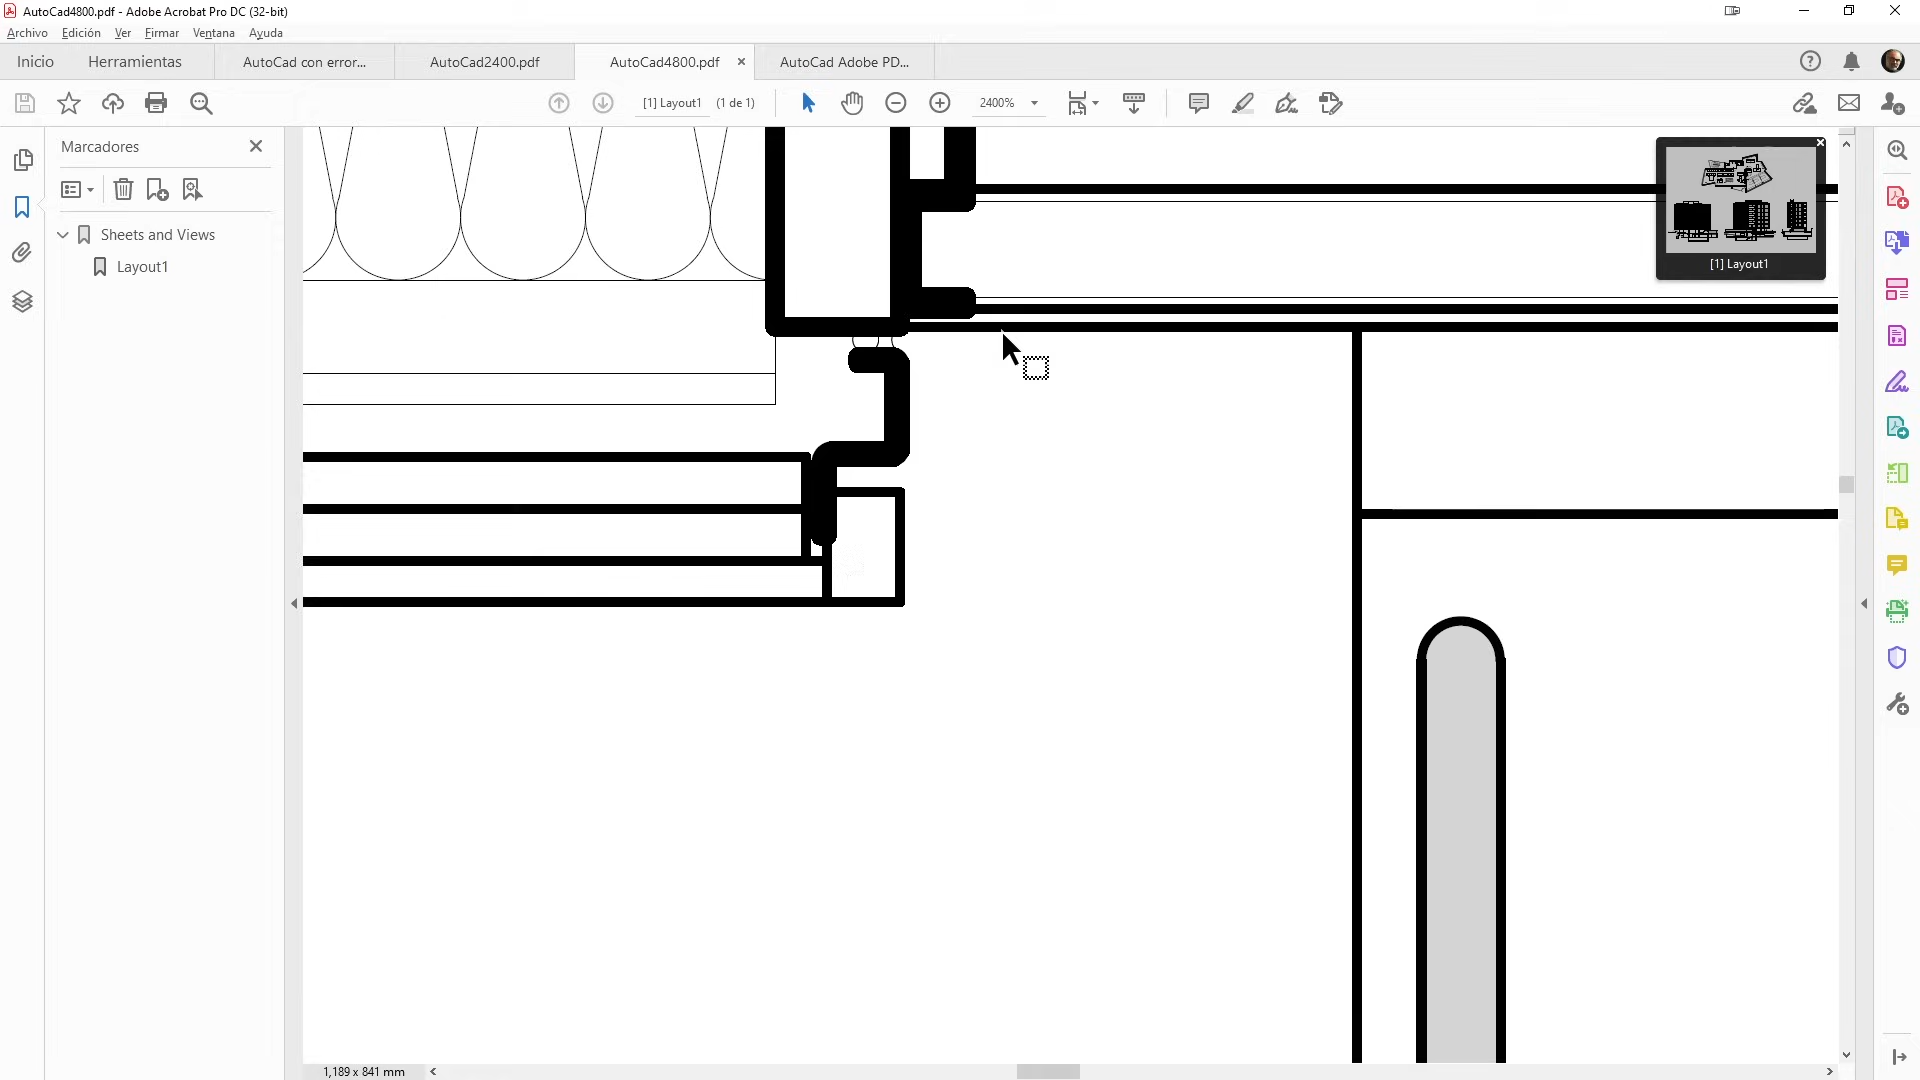 AutoCad4800.pdf - Adobe Acrobat Pro DC (32-bit)
Archivo Edición Ver Firmar Ventana Ayuda
Inicio Herramientas AutoCad con error... AutoCad2400.pdf AutoCad4800.pdf AutoCad Adobe PD...
[1] Layout1 (1 de 1) 2400%
Marcadores
Sheets and Views
Layout1
[1] Layout1
1,189 x 841 mm